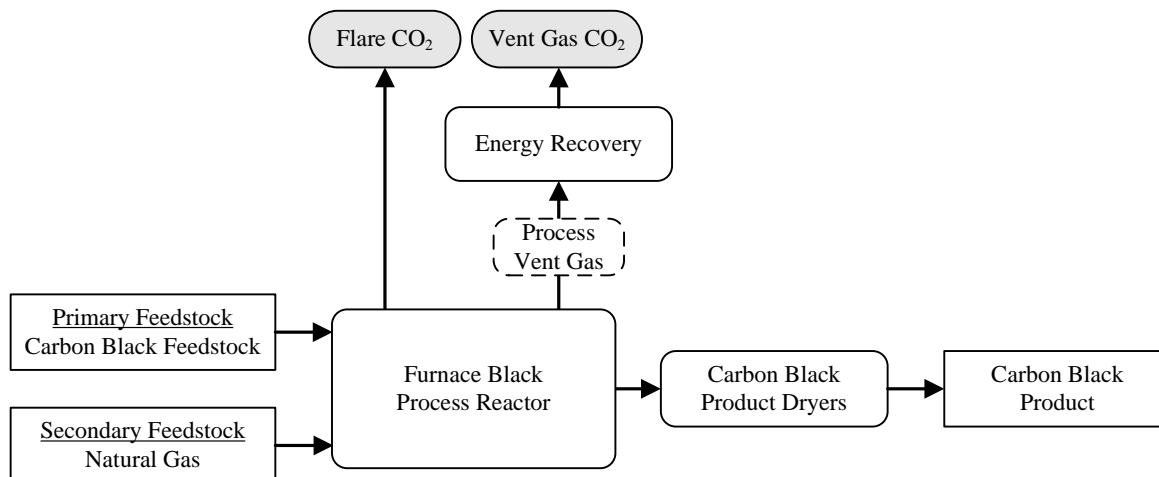 Flare CO₂
Vent Gas CO₂
Energy Recovery
Process
Vent Gas
Primary Feedstock
Carbon Black Feedstock
Secondary Feedstock
Natural Gas
Furnace Black
Process Reactor
Carbon Black
Product Dryers
Carbon Black
Product